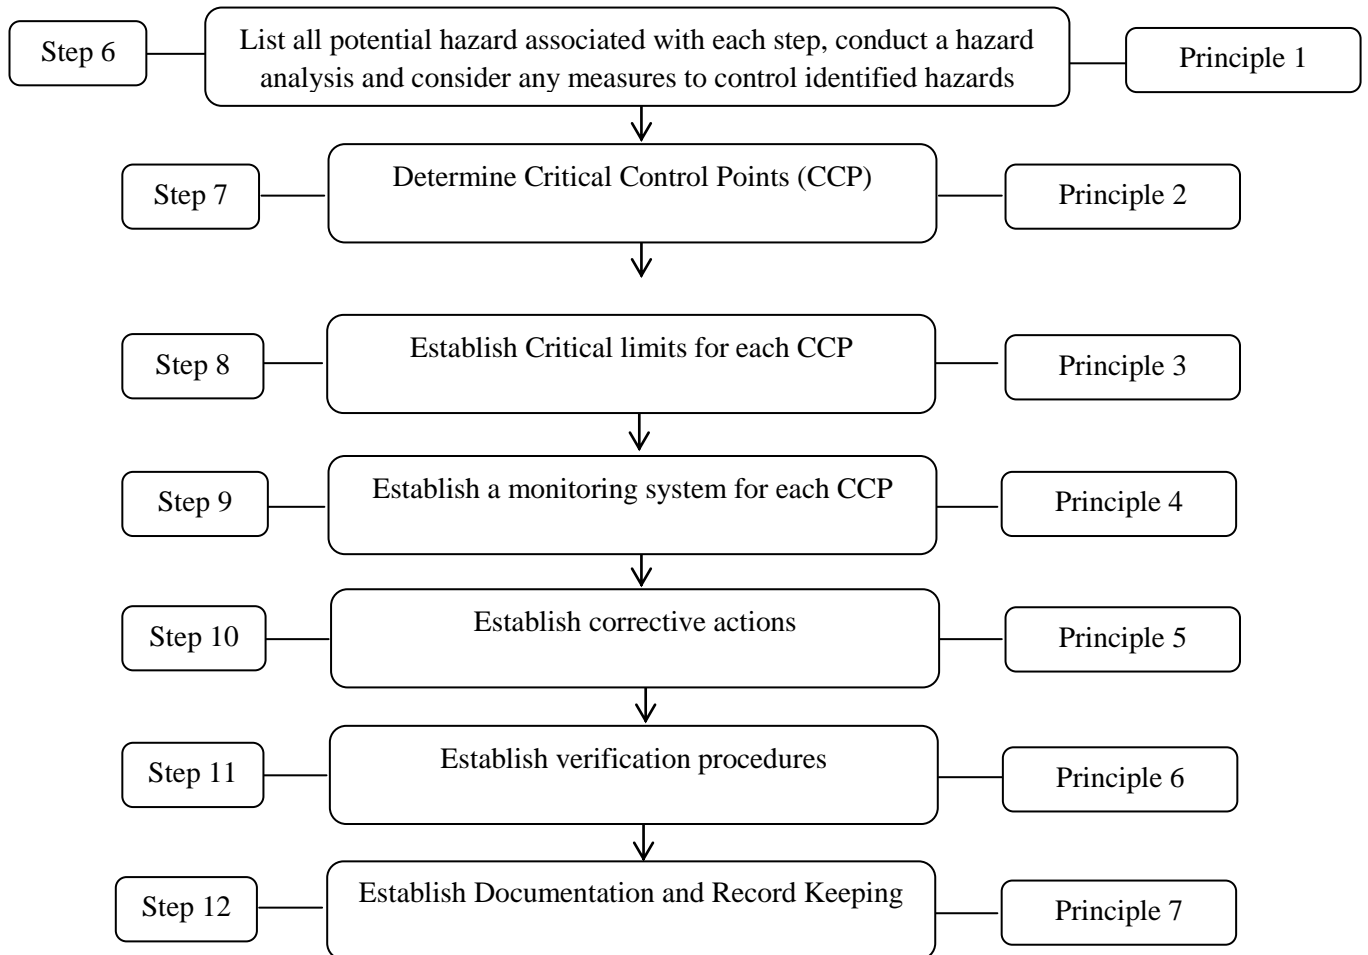 Step 6
List all potential hazard associated with each step, conduct a hazard
analysis and consider any measures to control identified hazards
Principle 1
Step 7
Determine Critical Control Points (CCP)
Principle 2
Step 8
Establish Critical limits for each CCP
Principle 3
Step 9
Establish a monitoring system for each CCP
Principle 4
Step 10
Establish corrective actions
Principle 5
Step 11
Establish verification procedures
Principle 6
Step 12
Establish Documentation and Record Keeping
Principle 7